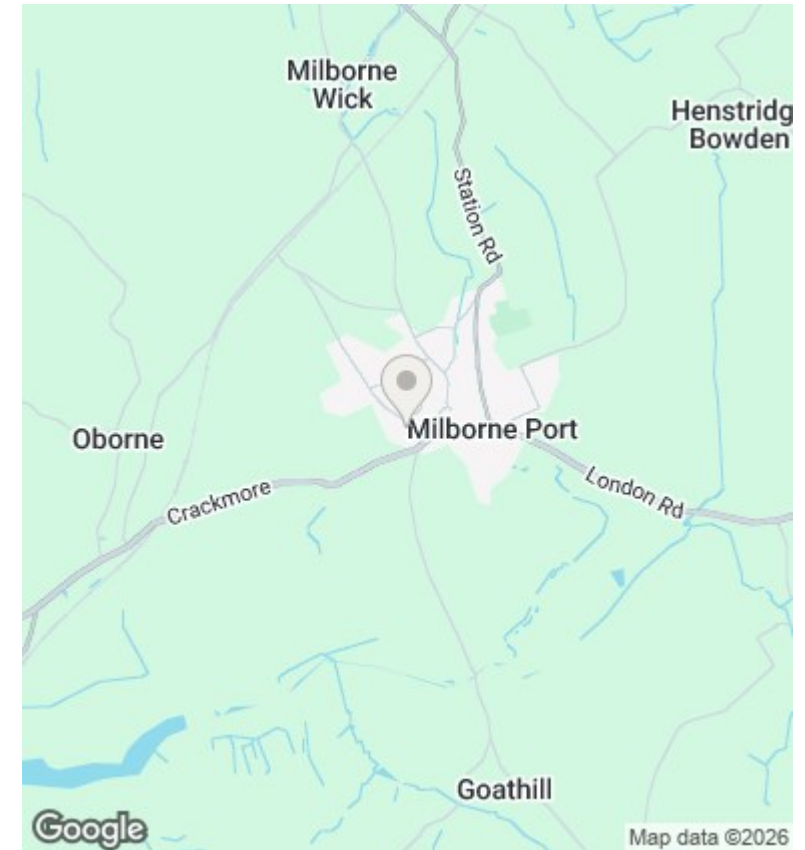 Milborne
Wick
Henstridg
Bowden
Station Rd
Oborne
Milborne Port
Crackmore
London Rd
Goathill
Google
Map data ©2026